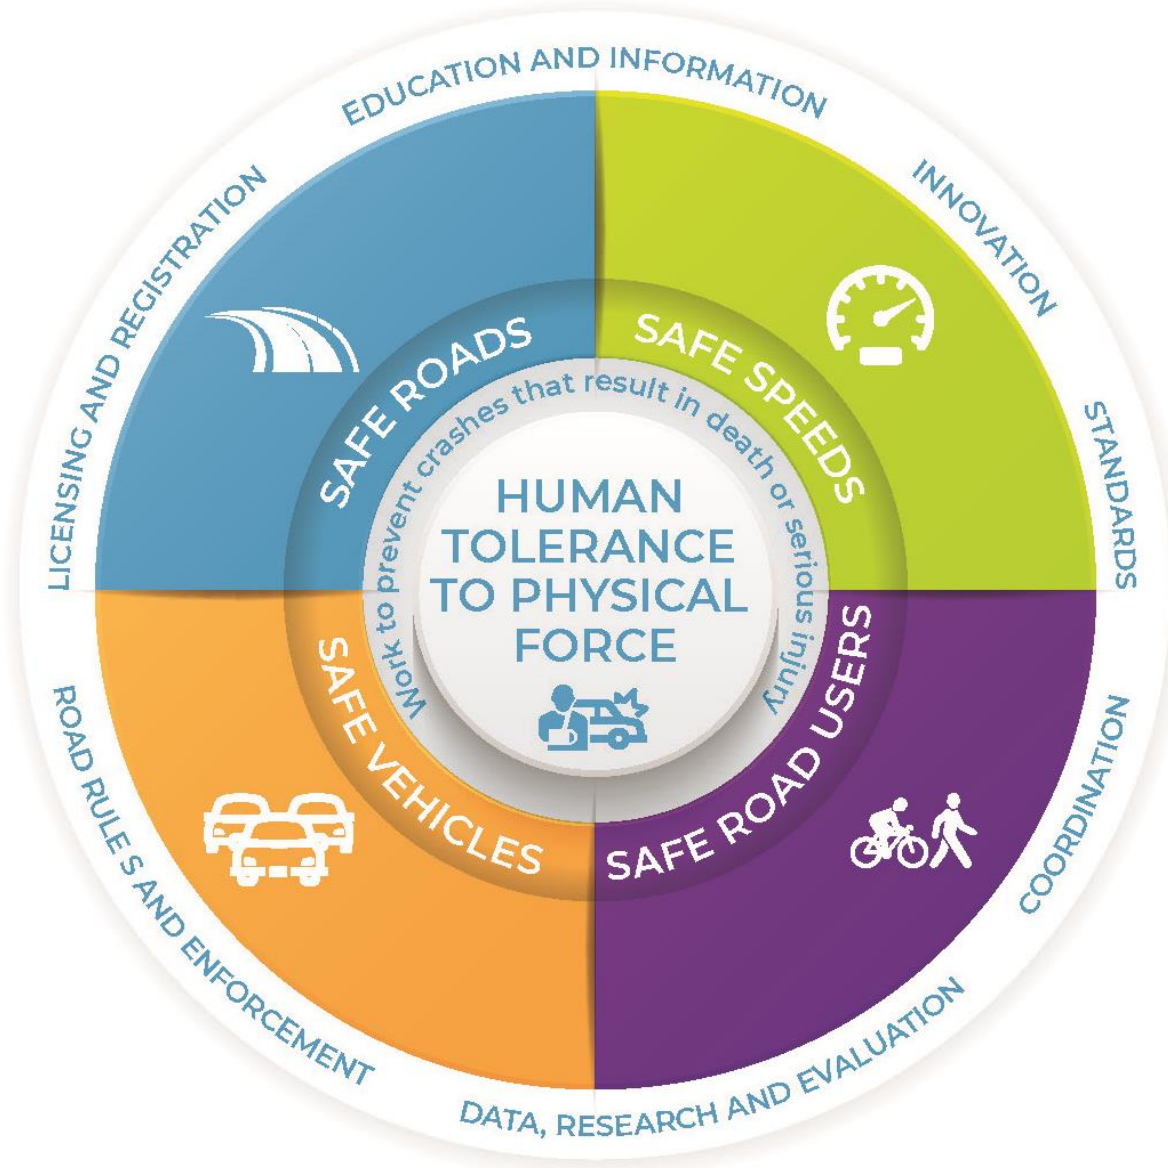 EDUCATION AND INFORMATION
INNOVATION
STANDARDS
COORDINATION
DATA, RESEARCH AND EVALUATION
ROAD RULE S AND ENFORCEMENT
LICENSING AND REGISTRATION
SAFE ROADS
SAFE SPEEDS
SAFE ROAD USERS
SAFE VEHICLES
Work to prevent crashes that result in death or serious injury
HUMAN
TOLERANCE
TO PHYSICAL
FORCE